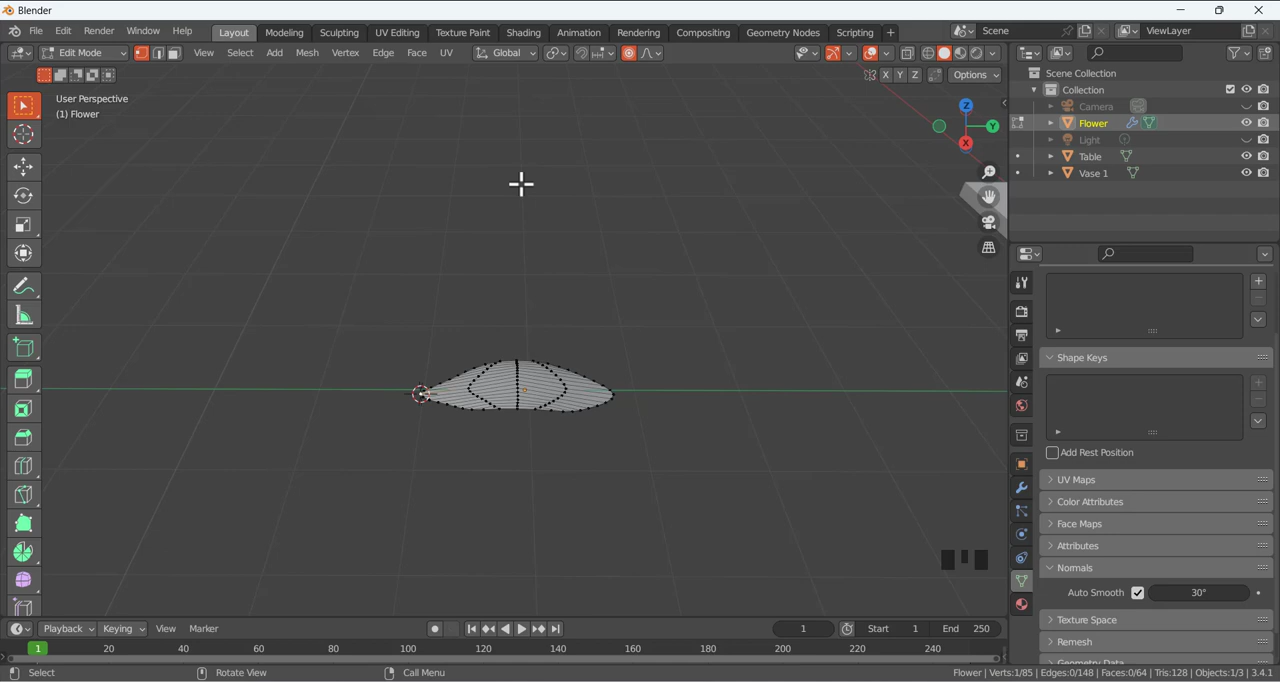 Blender
File Edit Render Window Help Layout Modeling Sculpting UV Editing Texture Paint Shading Animation Rendering Compositing Geometry Nodes Scripting + Scene ViewLayer
Edit Mode View Select Add Mesh Vertex Edge Face UV Global
X Y Z Options
User Perspective
(1) Flower
Z
Y
X
Scene Collection
Collection
Camera
Flower
Light
Table
Vase 1
Shape Keys
Add Rest Position
UV Maps
Color Attributes
Face Maps
Attributes
Normals
Auto Smooth 30°
Texture Space
Remesh
Geometry Data
Playback Keying View Marker 1 Start 1 End 250
1 20 40 60 80 100 120 140 160 180 200 220 240
Select Rotate View Call Menu Flower | Verts:1/85 | Edges:0/148 | Faces:0/64 | Tris:128 | Objects:1/3 | 3.4.1